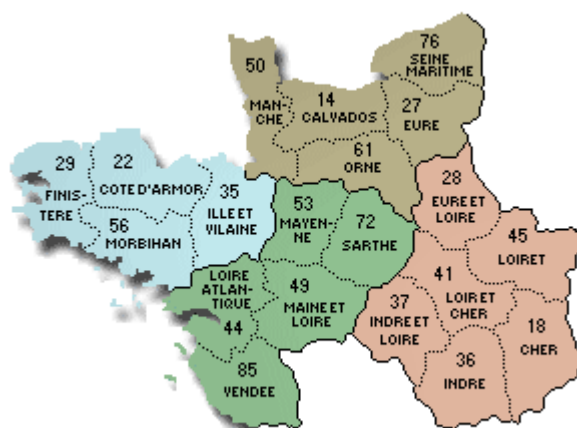 76
SEINE
MARITIME
50
MAN-
CHE
14
CALVADOS
27
EURE
61
ORNE
29
FINIS-
TERE
22
COTE D'ARMOR
35
ILLE ET
VILAINE
56
MORBIHAN
53
MAYEN-
NE
72
SARTHE
28
EURE ET
LOIRE
45
LOIRET
LOIRE
ATLAN-
TIQUE
44
49
MAINE ET
LOIRE
41
LOIR ET
CHER
37
INDRE ET
LOIRE
18
CHER
36
INDRE
85
VENDEE